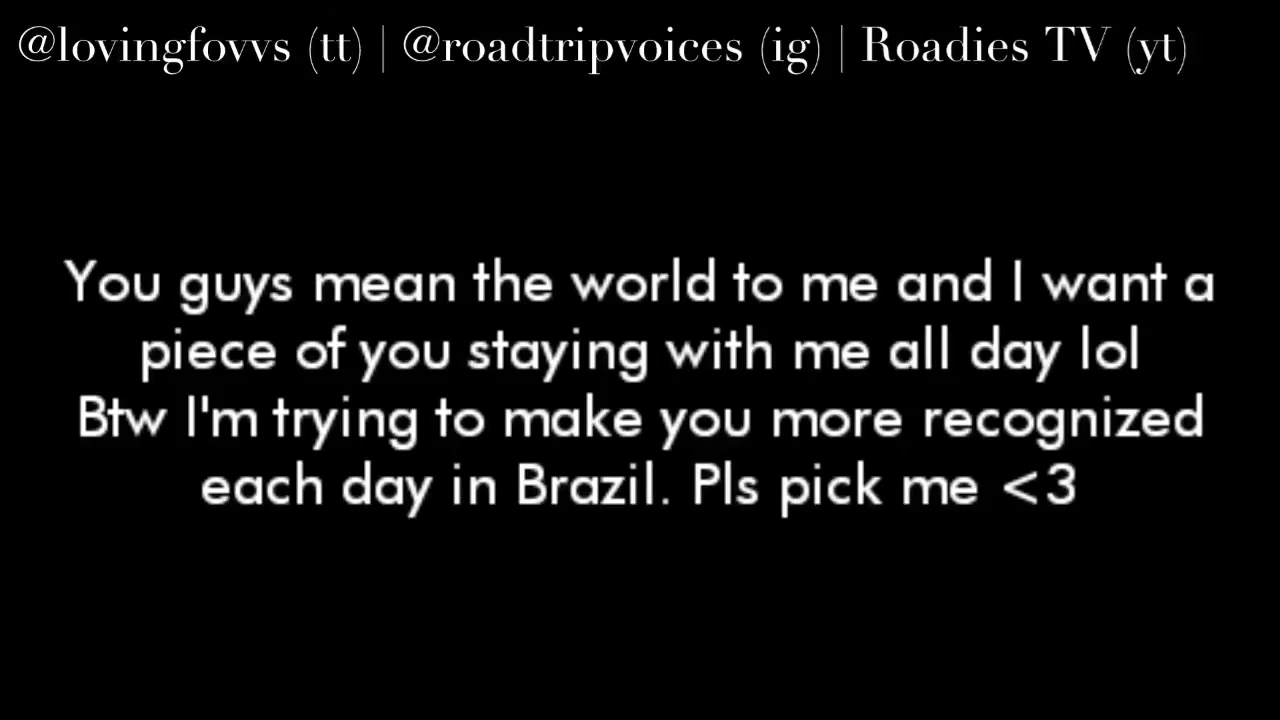 @lovingfovvs (tt) | @roadtripvoices (ig) | Roadies TV (yt)
You guys mean the world to me and I want a
piece of you staying with me all day lol
Btw I'm trying to make you more recognized
each day in Brazil. Pls pick me <3